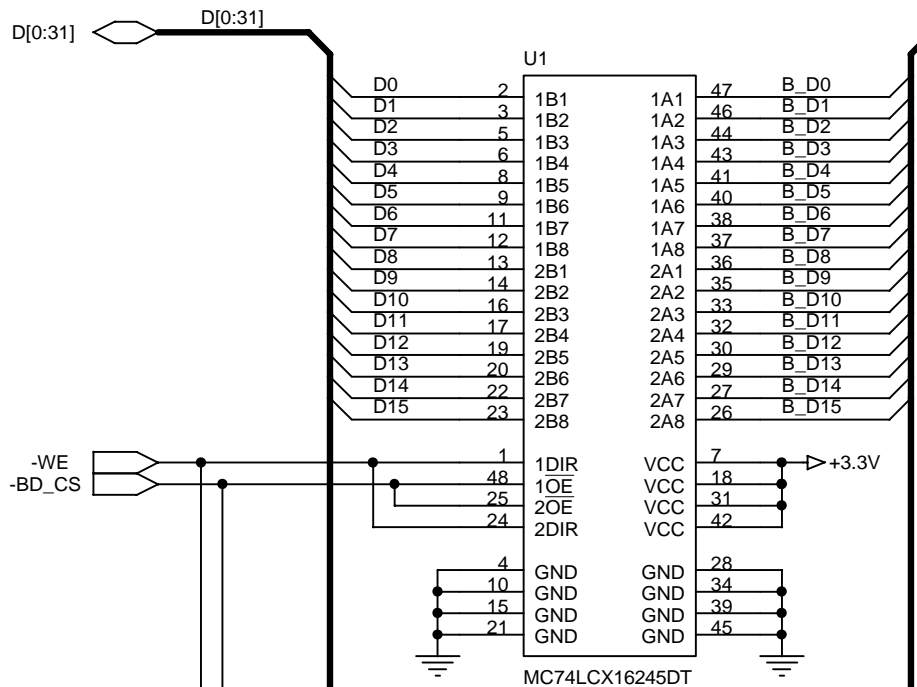 D[0:31] D[0:31]
U1
D0 2 1B1 1A1 47 B_D0
D1 3 1B2 1A2 46 B_D1
D2 5 1B3 1A3 44 B_D2
D3 6 1B4 1A4 43 B_D3
D4 8 1B5 1A5 41 B_D4
D5 9 1B6 1A6 40 B_D5
D6 11 1B7 1A7 38 B_D6
D7 12 1B8 1A8 37 B_D7
D8 13 2B1 2A1 36 B_D8
D9 14 2B2 2A2 35 B_D9
D10 16 2B3 2A3 33 B_D10
D11 17 2B4 2A4 32 B_D11
D12 19 2B5 2A5 30 B_D12
D13 20 2B6 2A6 29 B_D13
D14 22 2B7 2A7 27 B_D14
D15 23 2B8 2A8 26 B_D15
-WE 1 1DIR VCC 7 +3.3V
-BD_CS 48 1OE VCC 18
25 2OE VCC 31
24 2DIR VCC 42
4 GND GND 28
10 GND GND 34
15 GND GND 39
21 GND GND 45
MC74LCX16245DT